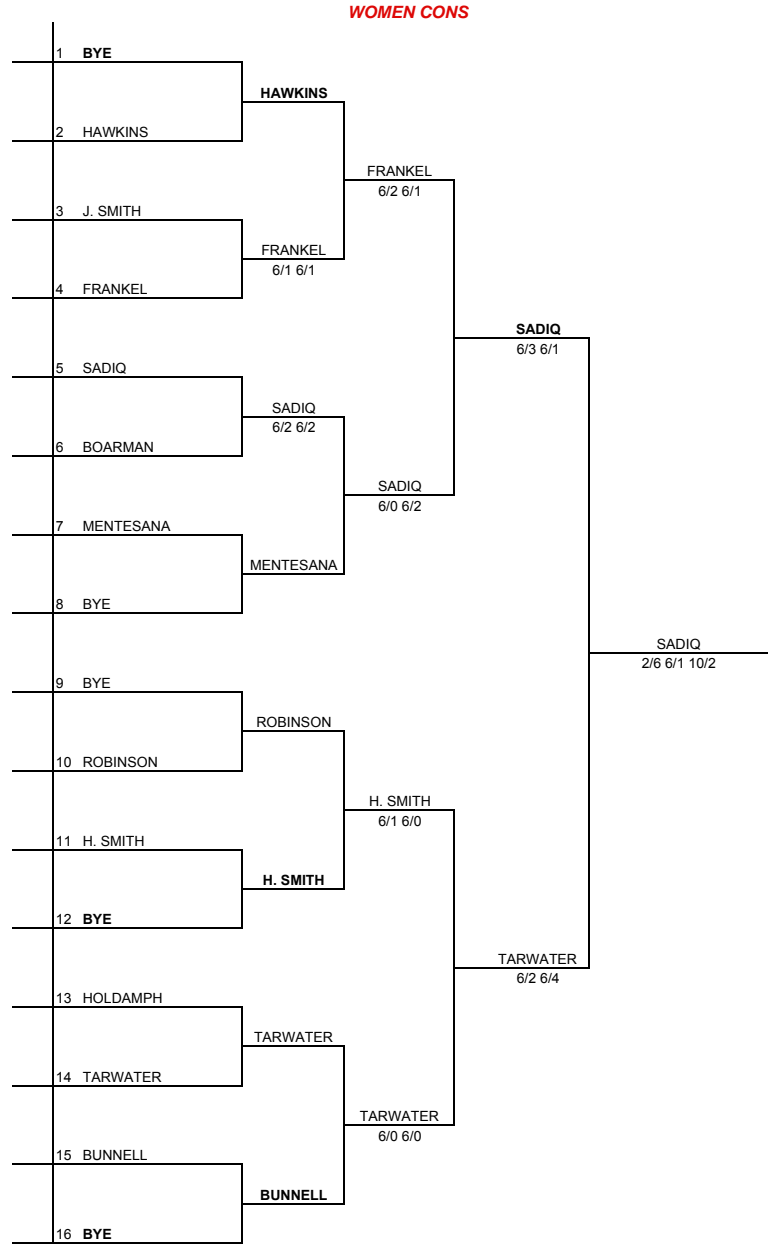 WOMEN CONS
1 BYE
HAWKINS
2 HAWKINS
FRANKEL
6/2 6/1
3 J. SMITH
FRANKEL
6/1 6/1
4 FRANKEL
SADIQ
6/3 6/1
5 SADIQ
SADIQ
6/2 6/2
6 BOARMAN
SADIQ
6/0 6/2
7 MENTESANA
MENTESANA
8 BYE
SADIQ
2/6 6/1 10/2
9 BYE
ROBINSON
10 ROBINSON
H. SMITH
6/1 6/0
11 H. SMITH
H. SMITH
12 BYE
TARWATER
6/2 6/4
13 HOLDAMPH
TARWATER
14 TARWATER
TARWATER
6/0 6/0
15 BUNNELL
BUNNELL
16 BYE